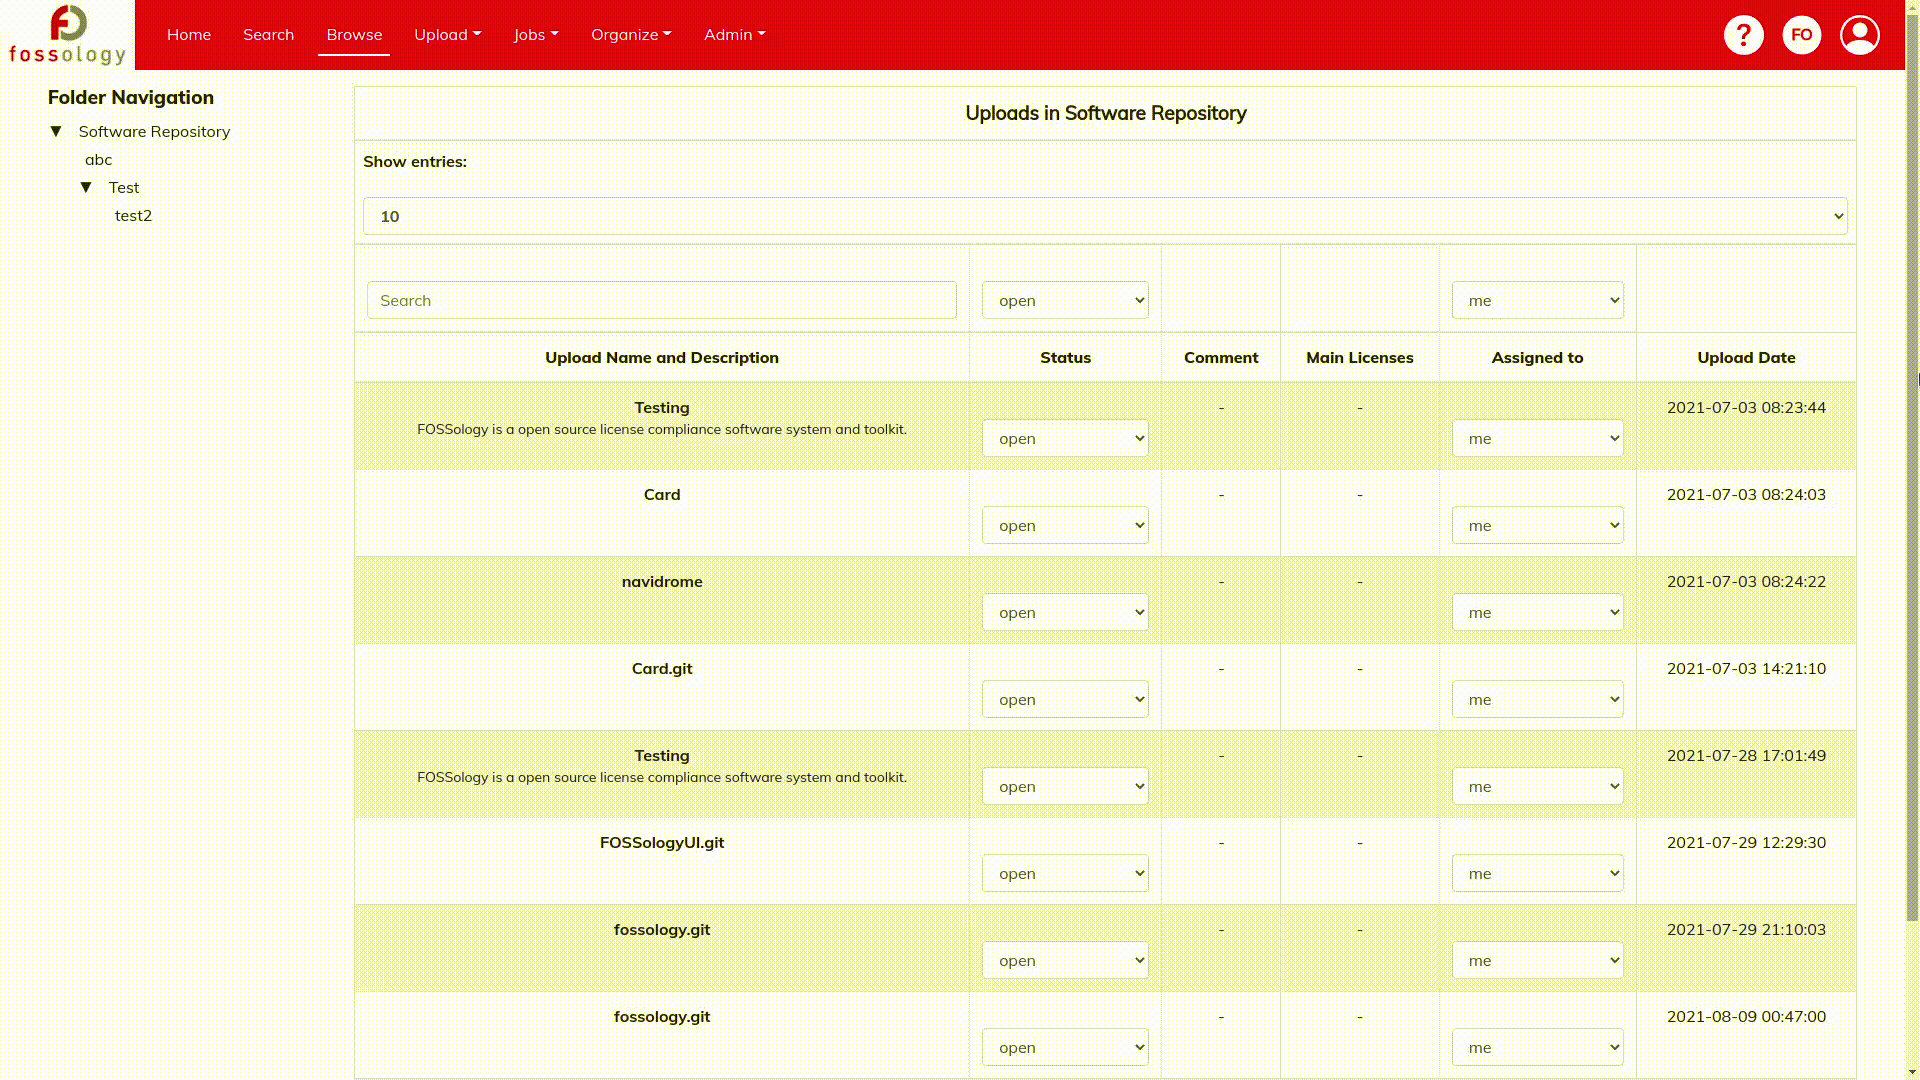 fossology
Home Search Browse Upload Jobs Organize Admin ? FO
Folder Navigation
Software Repository
abc
Test
test2
Uploads in Software Repository
Show entries:
10
Search open me
Upload Name and Description Status Comment Main Licenses Assigned to Upload Date
Testing - - 2021-07-03 08:23:44
FOSSology is a open source license compliance software system and toolkit.
open me
Card - - 2021-07-03 08:24:03
open me
navidrome - - 2021-07-03 08:24:22
open me
Card.git - - 2021-07-03 14:21:10
open me
Testing - - 2021-07-28 17:01:49
FOSSology is a open source license compliance software system and toolkit.
open me
FOSSologyUI.git - - 2021-07-29 12:29:30
open me
fossology.git - - 2021-07-29 21:10:03
open me
fossology.git - - 2021-08-09 00:47:00
open me